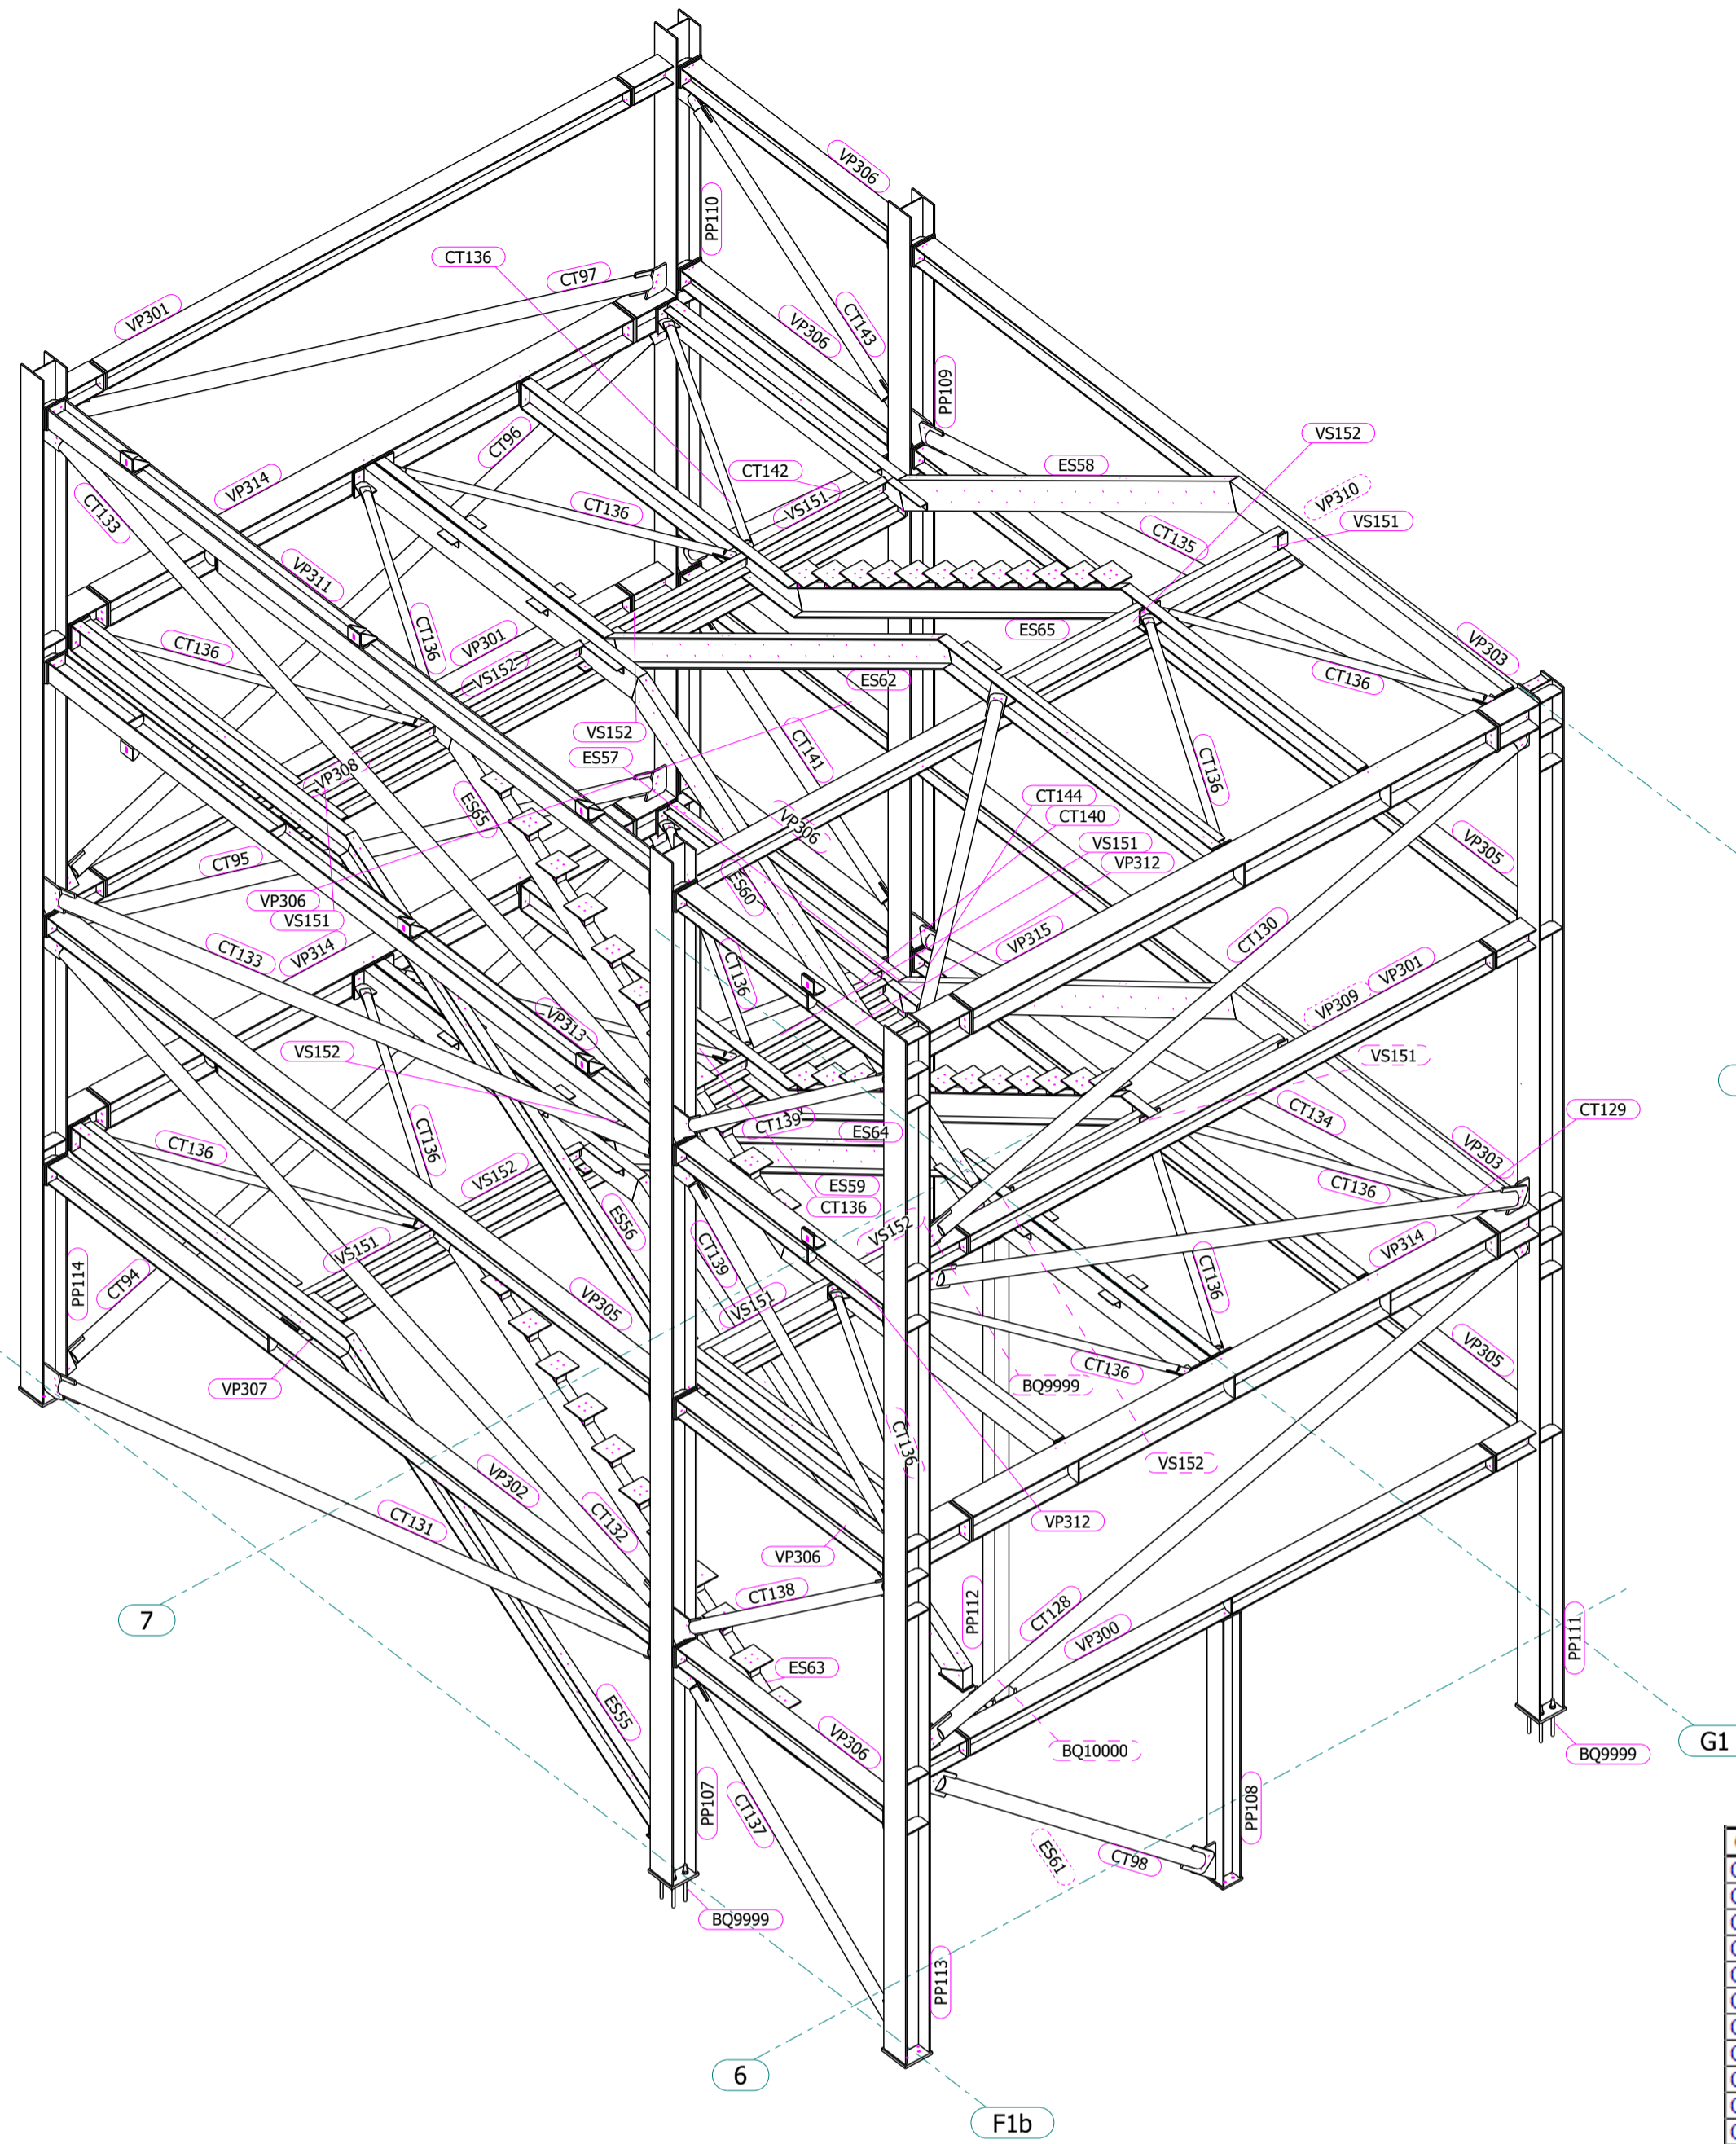 VP306
PP110
CT136
CT97
VP301
VP306
CT143
PP109
CT96
VS152
ES58
CT142
VP314
VS151
VP310
CT133
CT136
VS151
CT135
VP311
CT136
VP301
ES65
CT136
VP303
CT136
VS152
ES62
VS152
CT141
ES57
CT136
VP308
CT144
ES65
CT140
VP306
VS151
VP305
CT95
VP312
ES60
VP306
VS151
CT133
VP314
VP315
CT130
CT136
VP301
VP309
VP313
VS152
VS151
CT134
CT129
CT139
ES64
CT136
CT136
VP303
VS152
ES59
CT136
CT136
ES56
VS152
VP314
VS151
CT139
PP114
CT94
CT136
VP305
VS151
VP305
CT136
VP307
BQ9999
CT136
VS152
VP302
CT131
CT132
VP312
VP306
CT138
PP112
CT128
7
VP300
PP111
ES63
ES55
VP306
G1
BQ10000
BQ9999
PP107
CT137
PP108
ES61
CT98
BQ9999
PP113
6
F1b